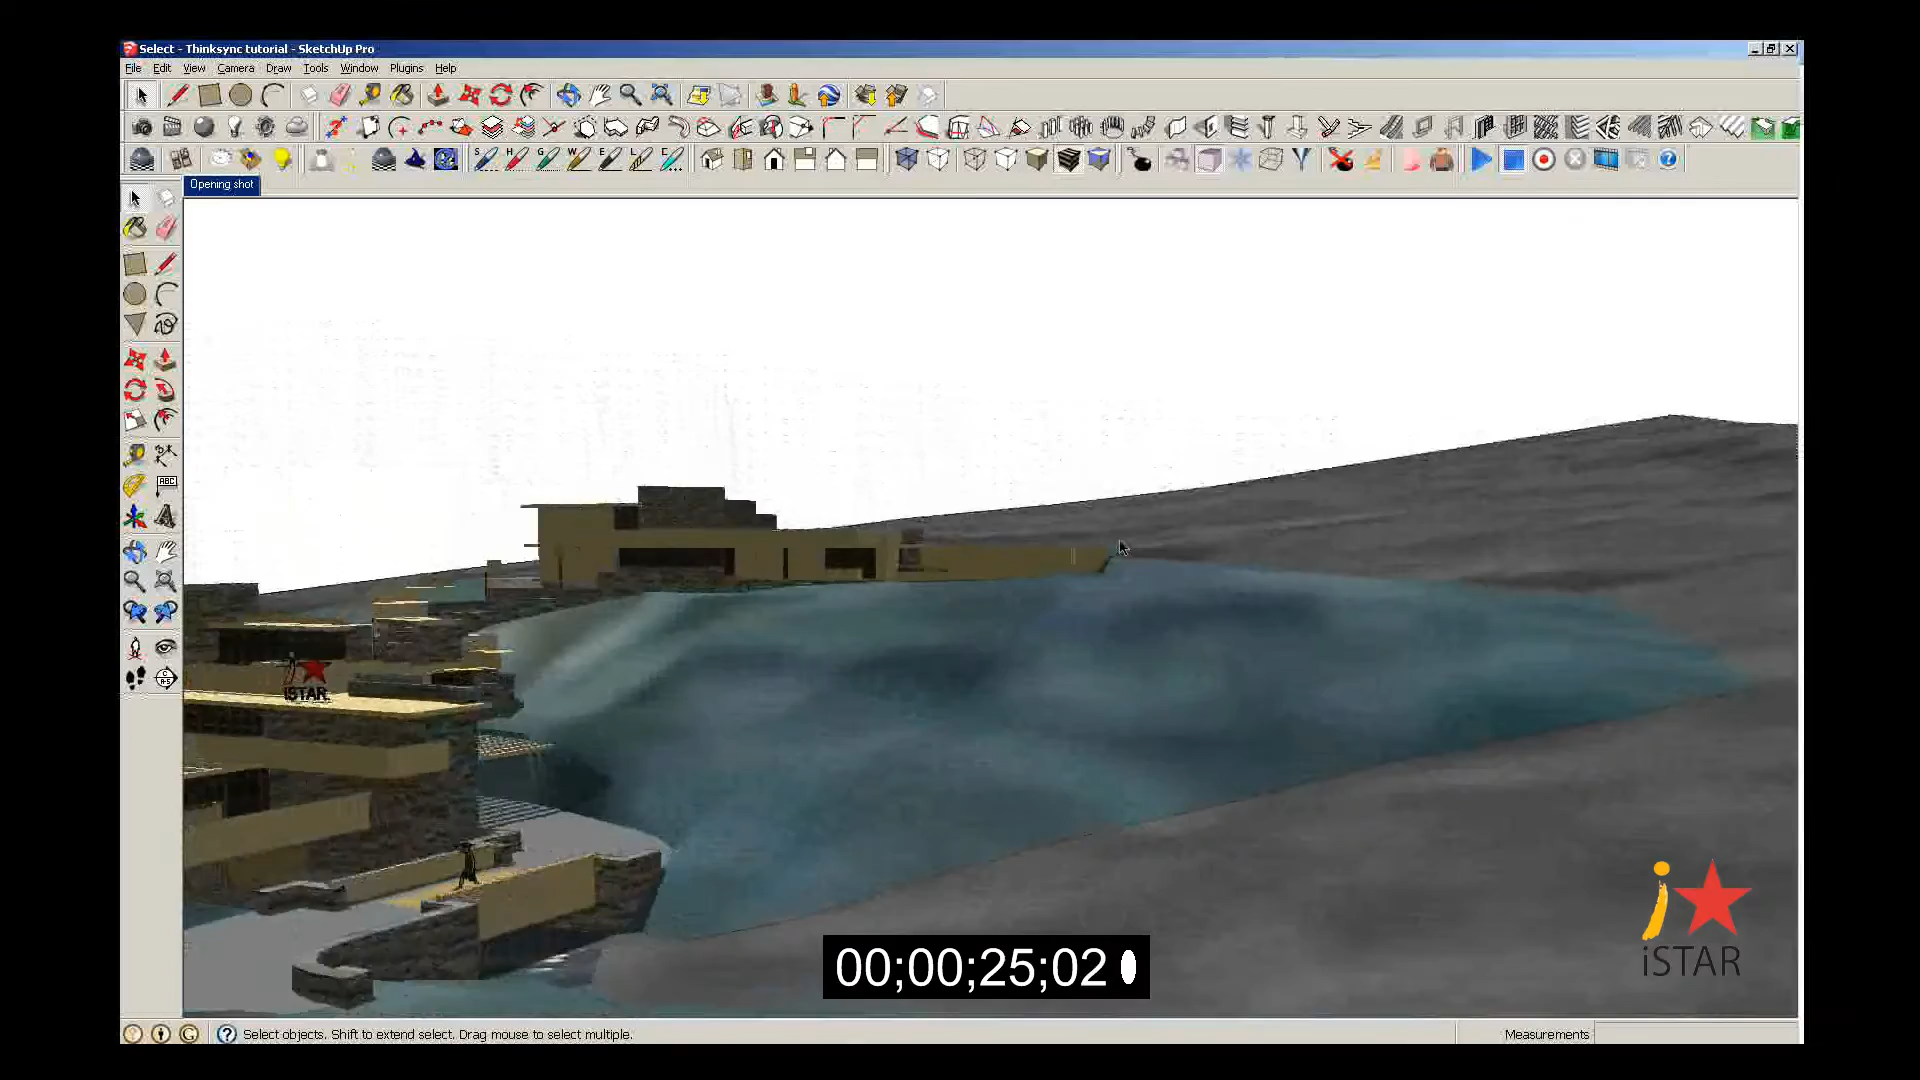 Select - Thinksync tutorial - SketchUp Pro
File Edit View Camera Draw Tools Window Plugins Help
S H G W E L C
Opening shot
ABC
iSTAR
iSTAR
00;00;25;02
Select objects. Shift to extend select. Drag mouse to select multiple.
Measurements